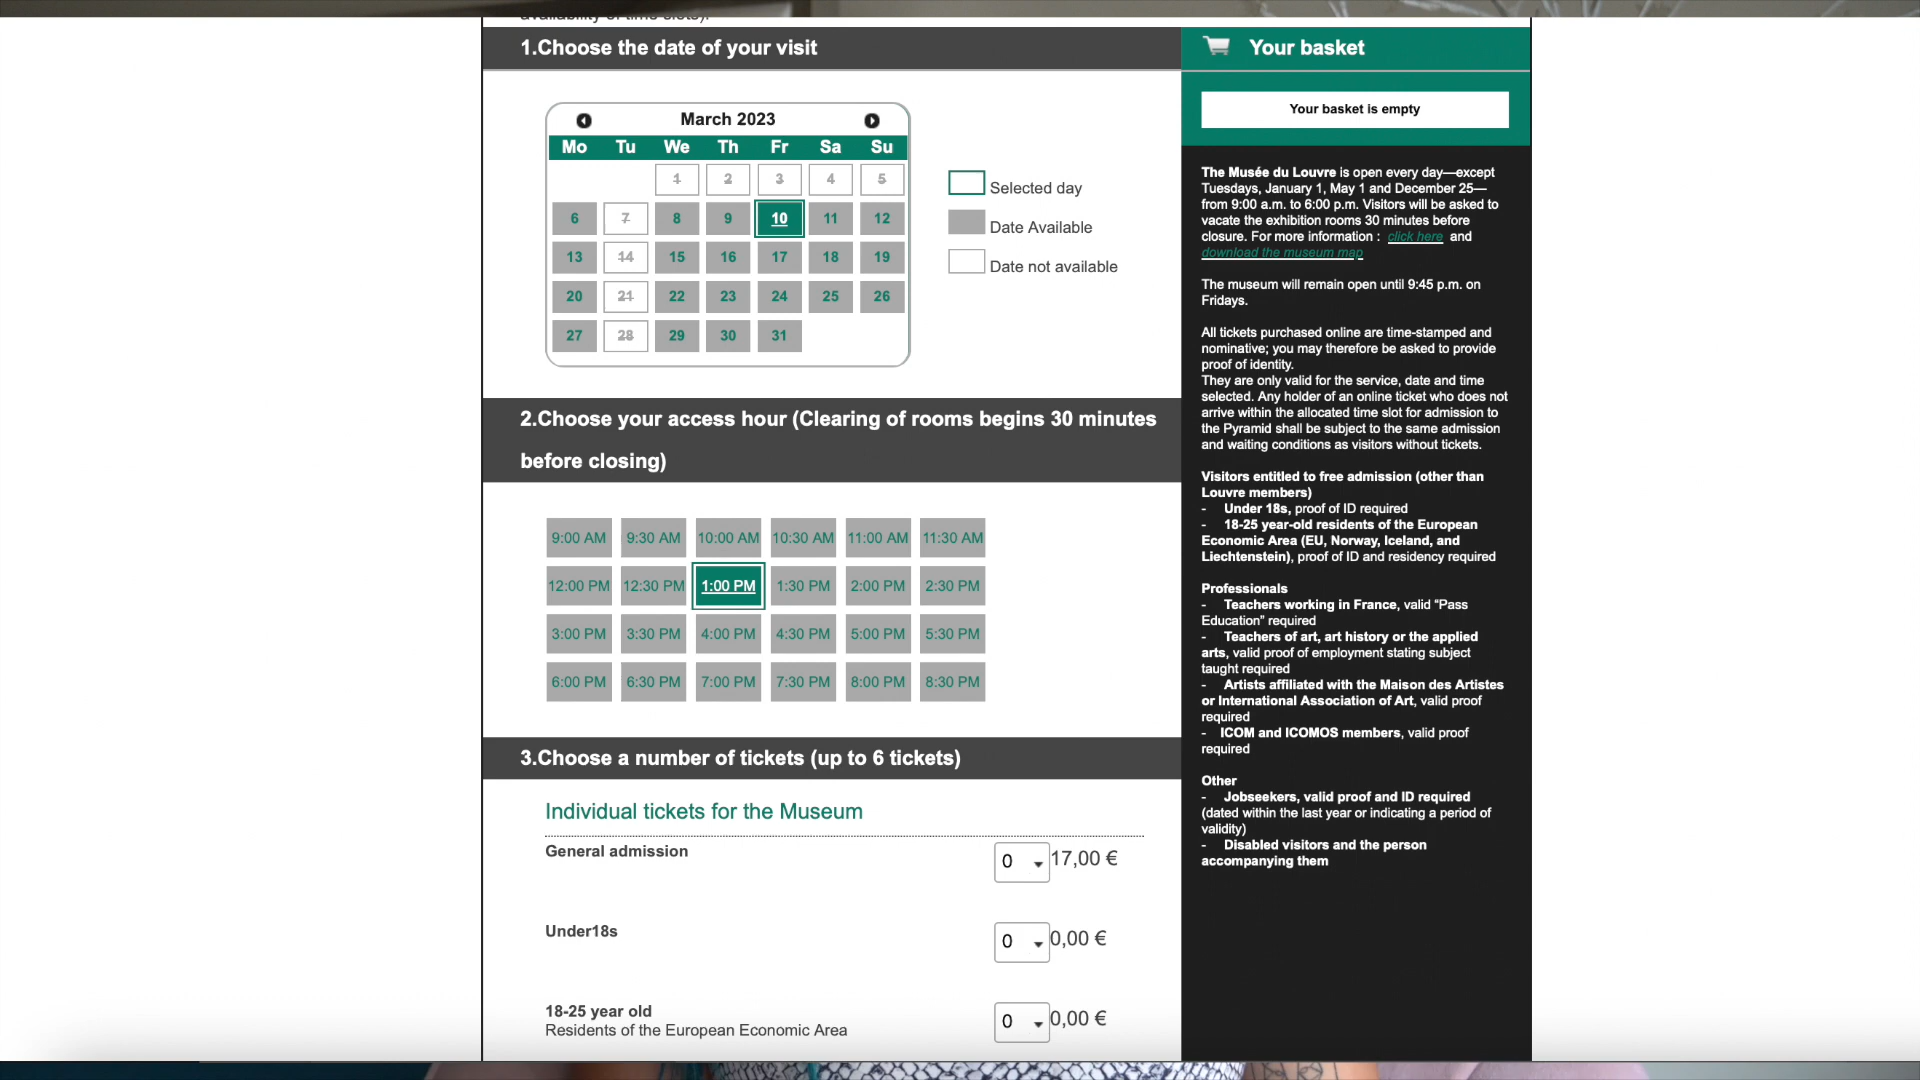 availability of time slots).
1.Choose the date of your visit
March 2023
Mo Tu We Th Fr Sa Su
1 2 3 4 5
6 7 8 9 10 11 12
13 14 15 16 17 18 19
20 21 22 23 24 25 26
27 28 29 30 31
Selected day
Date Available
Date not available
2.Choose your access hour (Clearing of rooms begins 30 minutes
before closing)
9:00 AM 9:30 AM 10:00 AM 10:30 AM 11:00 AM 11:30 AM
12:00 PM 12:30 PM 1:00 PM 1:30 PM 2:00 PM 2:30 PM
3:00 PM 3:30 PM 4:00 PM 4:30 PM 5:00 PM 5:30 PM
6:00 PM 6:30 PM 7:00 PM 7:30 PM 8:00 PM 8:30 PM
3.Choose a number of tickets (up to 6 tickets)
Individual tickets for the Museum
General admission 0 17,00 €
Under18s 0 0,00 €
18-25 year old
Residents of the European Economic Area 0 0,00 €
Your basket
Your basket is empty
The Musée du Louvre is open every day—except
Tuesdays, January 1, May 1 and December 25—
from 9:00 a.m. to 6:00 p.m. Visitors will be asked to
vacate the exhibition rooms 30 minutes before
closure. For more information : click here and
download the museum map
The museum will remain open until 9:45 p.m. on
Fridays.
All tickets purchased online are time-stamped and
nominative; you may therefore be asked to provide
proof of identity.
They are only valid for the service, date and time
selected. Any holder of an online ticket who does not
arrive within the allocated time slot for admission to
the Pyramid shall be subject to the same admission
and waiting conditions as visitors without tickets.
Visitors entitled to free admission (other than
Louvre members)
- Under 18s, proof of ID required
- 18-25 year-old residents of the European
Economic Area (EU, Norway, Iceland, and
Liechtenstein), proof of ID and residency required
Professionals
- Teachers working in France, valid “Pass
Education” required
- Teachers of art, art history or the applied
arts, valid proof of employment stating subject
taught required
- Artists affiliated with the Maison des Artistes
or International Association of Art, valid proof
required
- ICOM and ICOMOS members, valid proof
required
Other
- Jobseekers, valid proof and ID required
(dated within the last year or indicating a period of
validity)
- Disabled visitors and the person
accompanying them